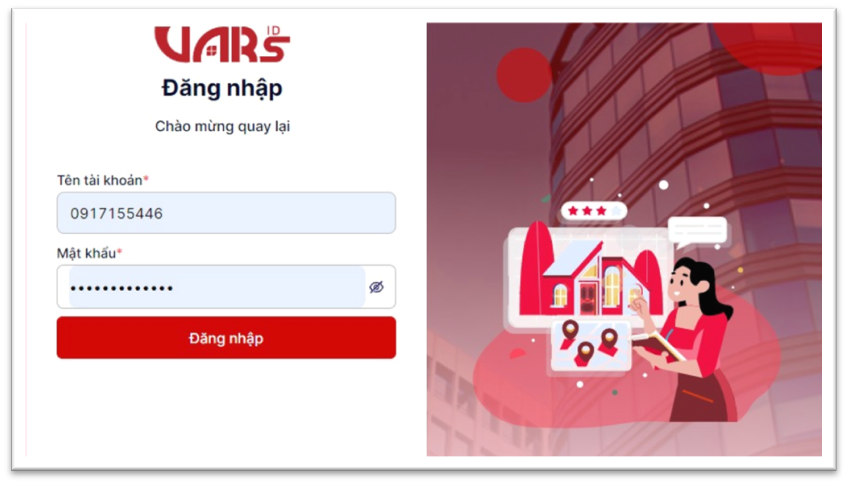 VARS ID
Đăng nhập
Chào mừng quay lại
Tên tài khoản*
0917155446
Mật khẩu*
•••••••••••••
Đăng nhập